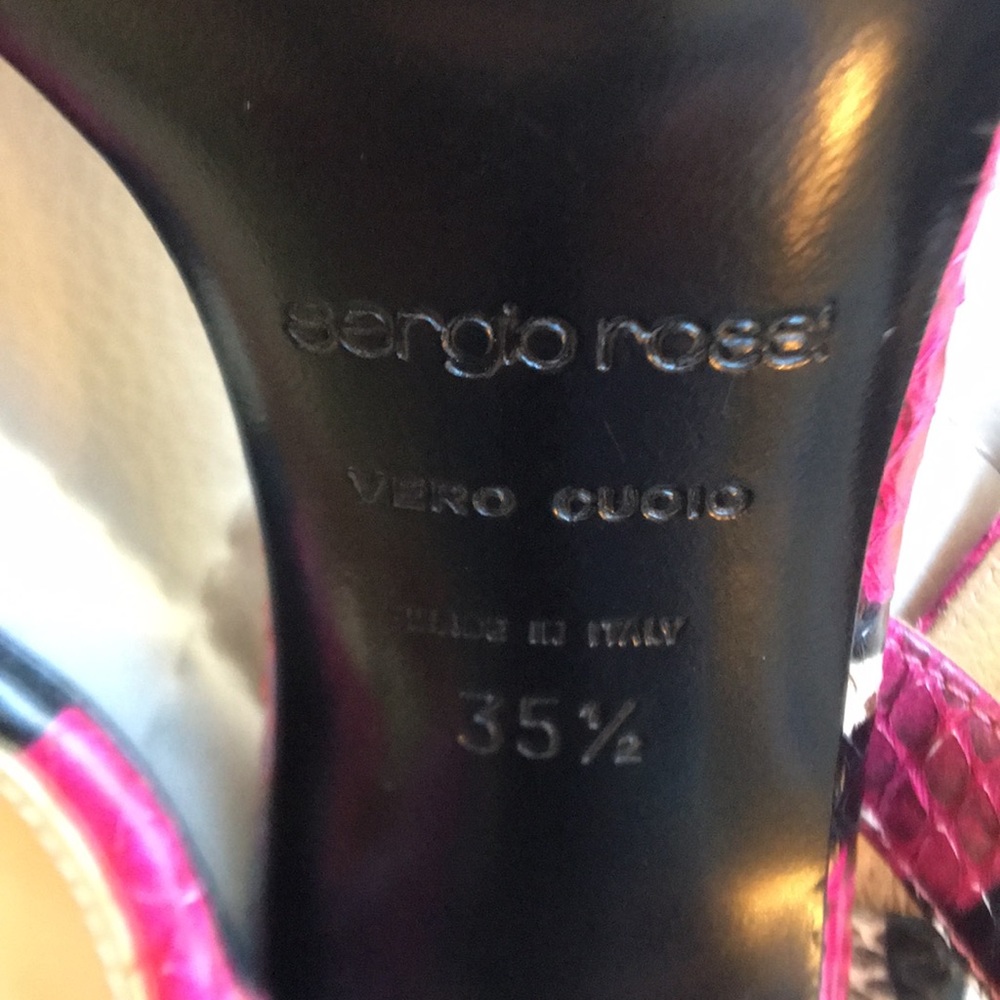 sergio rossi
VERO CUOIO
MADE IN ITALY
35½